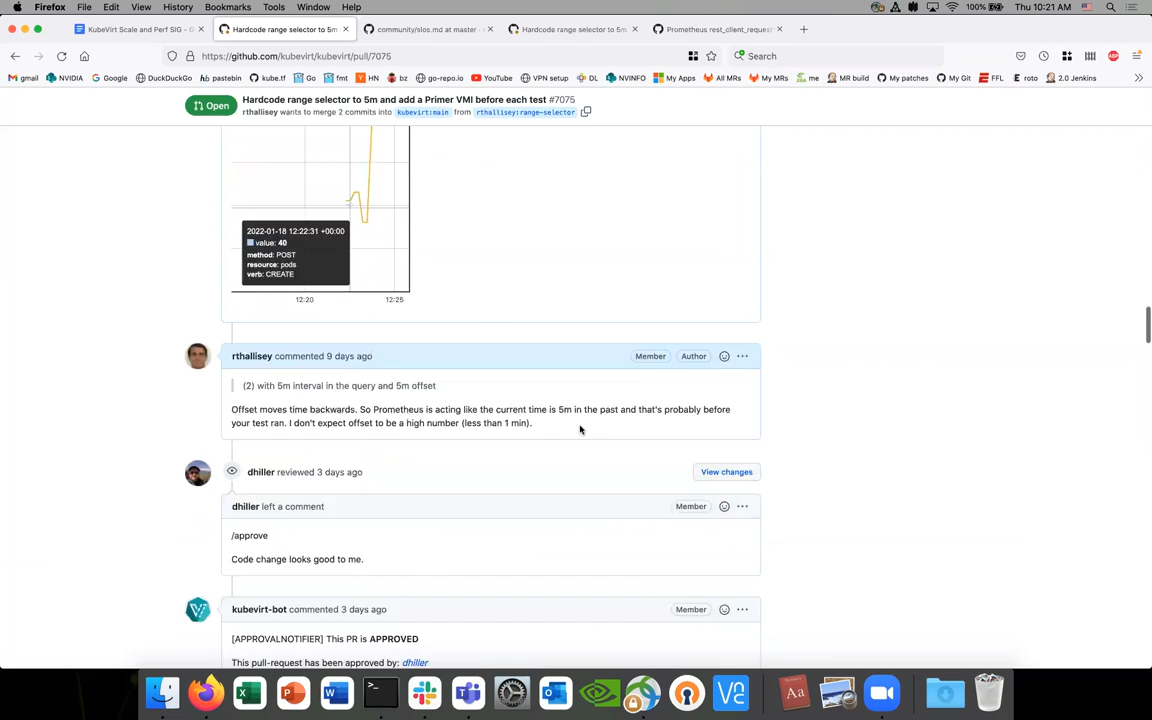 Firefox File Edit View History Bookmarks Tools Window Help 100% Thu 10:21 AM
KubeVirt Scale and Perf SIG - Hardcode range selector to 5m community/slos.md at master · Hardcode range selector to 5m Prometheus rest_client_request
https://github.com/kubevirt/kubevirt/pull/7075 Search
gmail NVIDIA Google DuckDuckGo pastebin kube.tf Go fmt HN bz go-repo.io YouTube VPN setup DL NVINFO My Apps All MRs My MRs me MR build My patches My Git FFL roto 2.0 Jenkins
Open
Hardcode range selector to 5m and add a Primer VMI before each test #7075
rthallisey wants to merge 2 commits into kubevirt:main from rthallisey:range-selector
2022-01-18 12:22:31 +00:00
value: 40
method: POST
resource: pods
verb: CREATE
12:20 12:25
rthallisey commented 9 days ago Member Author
(2) with 5m interval in the query and 5m offset
Offset moves time backwards. So Prometheus is acting like the current time is 5m in the past and that's probably before
your test ran. I don't expect offset to be a high number (less than 1 min).
dhiller reviewed 3 days ago View changes
dhiller left a comment Member
/approve
Code change looks good to me.
kubevirt-bot commented 3 days ago Member
[APPROVALNOTIFIER] This PR is APPROVED
This pull-request has been approved by: dhiller